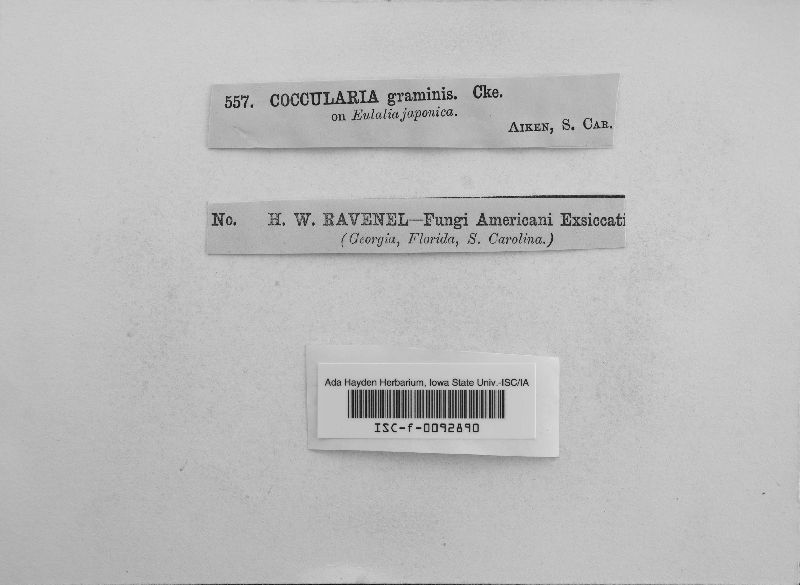 557. COCCULARIA graminis. Cke.
on Eulalia japonica.
AIKEN, S. CAR.
No. H. W. RAVENEL—Fungi Americani Exsiccati
(Georgia, Florida, S. Carolina.)
Ada Hayden Herbarium, Iowa State Univ.-ISC/IA
ISC-f-0092890